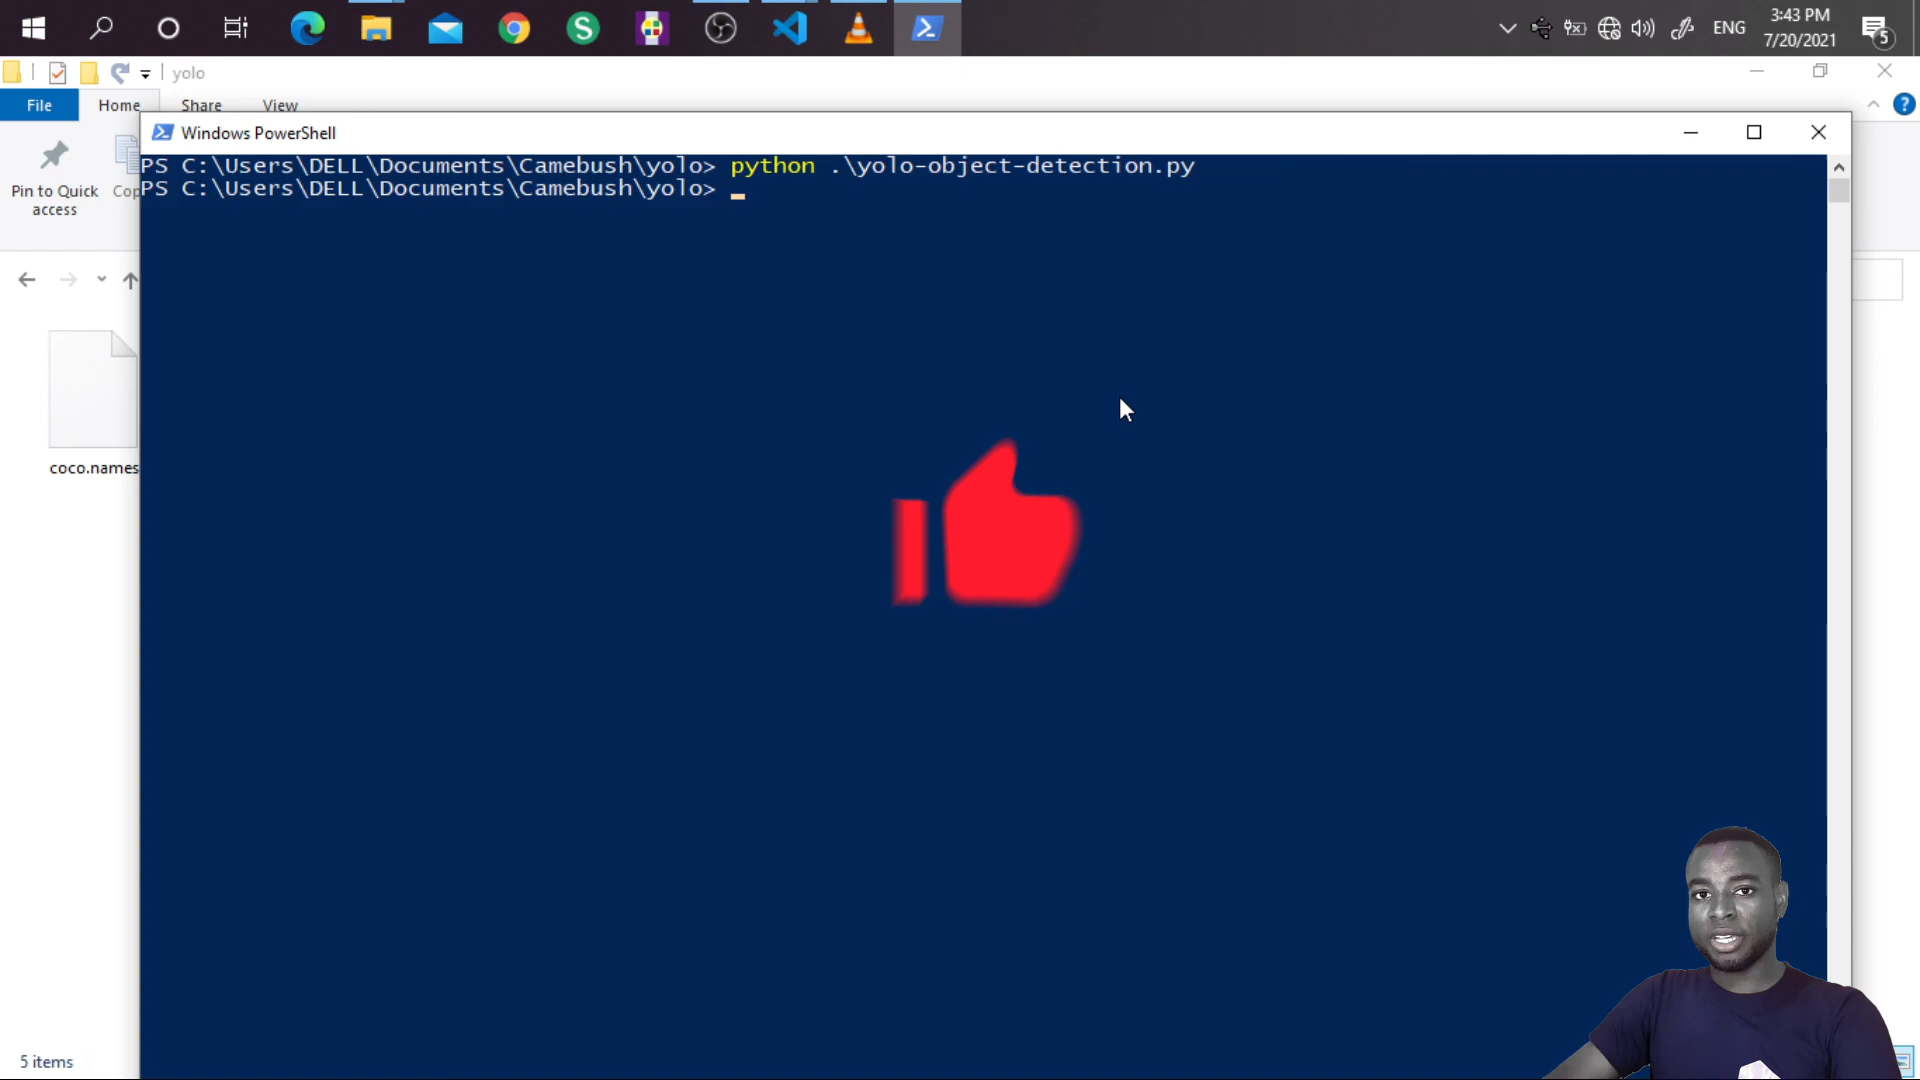 ENG
3:43 PM
7/20/2021
5
yolo
File
Home
Share
View
Windows PowerShell
PS C:\Users\DELL\Documents\Camebush\yolo> python .\yolo-object-detection.py
PS C:\Users\DELL\Documents\Camebush\yolo>
Pin to Quick
access
Cop
coco.names
5 items